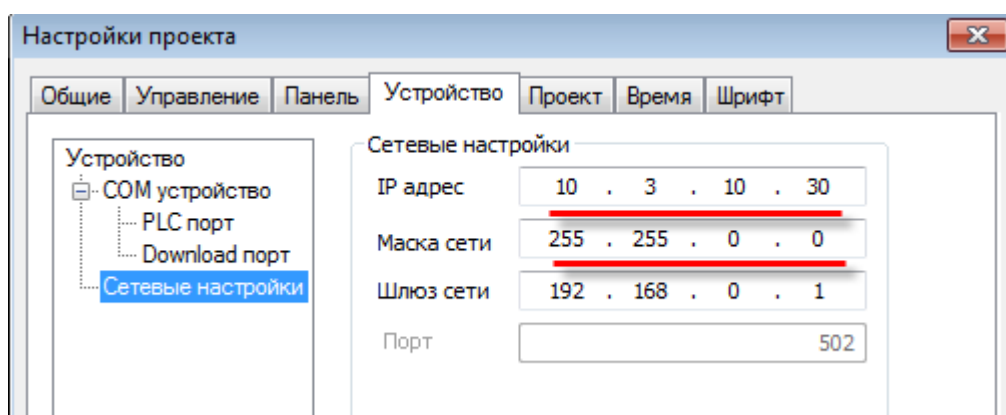 Настройки проекта
Общие Управление Панель Устройство Проект Время Шрифт
Устройство
COM устройство
PLC порт
Download порт
Сетевые настройки
Сетевые настройки
IP адрес 10 . 3 . 10 . 30
Маска сети 255 . 255 . 0 . 0
Шлюз сети 192 . 168 . 0 . 1
Порт 502